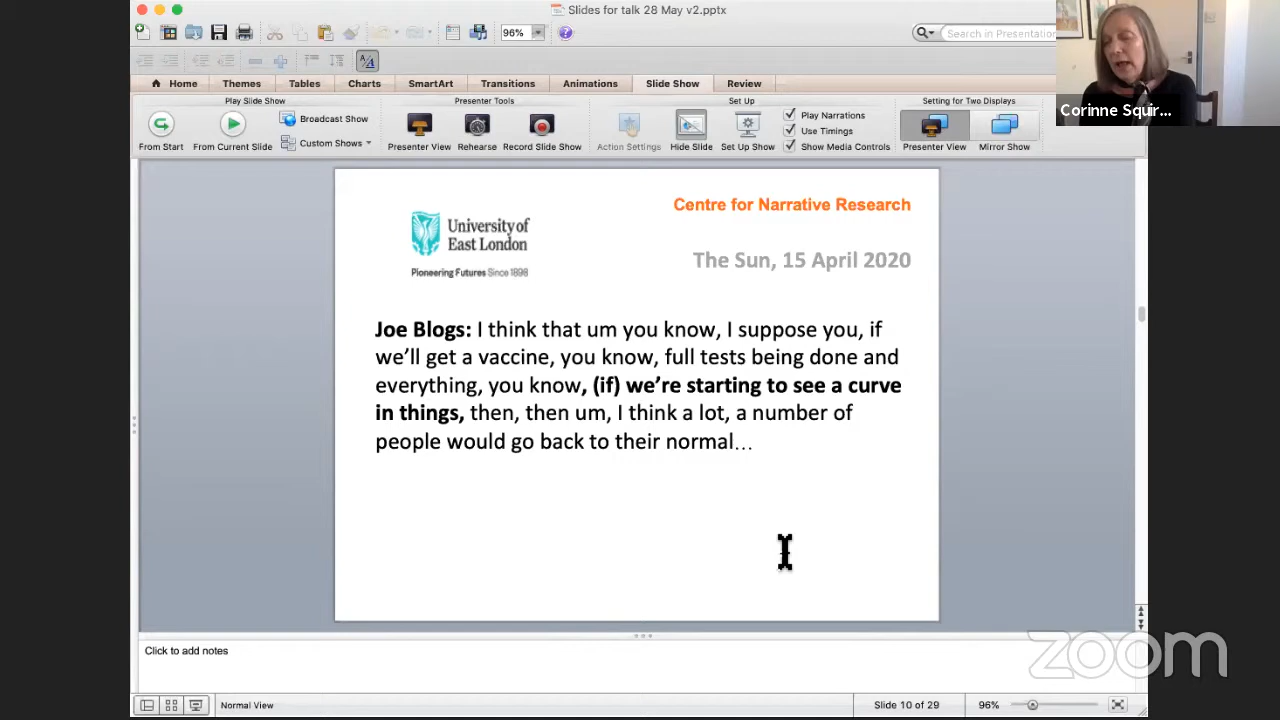 Slides for talk 28 May v2.pptx
96%
Search in Presentation
Home Themes Tables Charts SmartArt Transitions Animations Slide Show Review
Play Slide Show Presenter Tools Set Up Setting for Two Displays
From Start
From Current Slide
Broadcast Show
Custom Shows
Presenter View
Rehearse
Record Slide Show
Action Settings
Hide Slide
Set Up Show
Play Narrations
Use Timings
Show Media Controls
Presenter View
Mirror Show
Corinne Squir...
University of
East London
Pioneering Futures Since 1898
Centre for Narrative Research
The Sun, 15 April 2020
Joe Blogs: I think that um you know, I suppose you, if
we’ll get a vaccine, you know, full tests being done and
everything, you know, (if) we’re starting to see a curve
in things, then, then um, I think a lot, a number of
people would go back to their normal…
Click to add notes
zoom
Normal View
Slide 10 of 29
96%